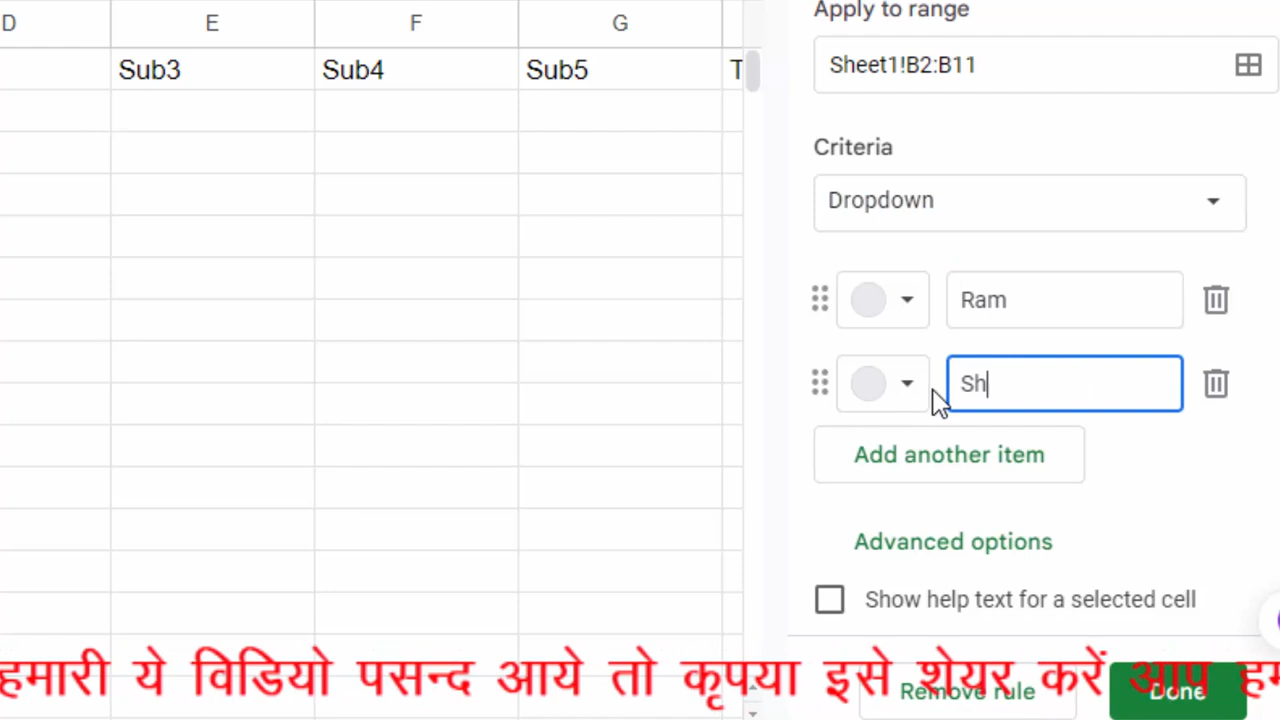 D E F G
Sub3 Sub4 Sub5 T
Apply to range
Sheet1!B2:B11
Criteria
Dropdown
Ram
Sh
Add another item
Advanced options
Show help text for a selected cell
Remove rule Done
हमारी ये विडियो पसन्द आये तो कृपया इसे शेयर करें आप हम